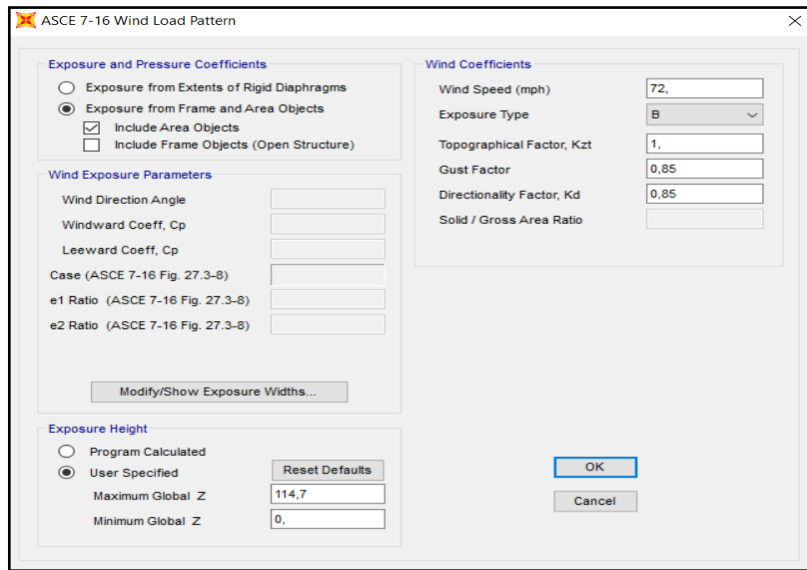 ASCE 7-16 Wind Load Pattern
Exposure and Pressure Coefficients
Exposure from Extents of Rigid Diaphragms
Exposure from Frame and Area Objects
Include Area Objects
Include Frame Objects (Open Structure)
Wind Exposure Parameters
Wind Direction Angle
Windward Coeff, Cp
Leeward Coeff, Cp
Case (ASCE 7-16 Fig. 27.3-8)
e1 Ratio (ASCE 7-16 Fig. 27.3-8)
e2 Ratio (ASCE 7-16 Fig. 27.3-8)
Modify/Show Exposure Widths...
Exposure Height
Program Calculated
User Specified Reset Defaults
Maximum Global Z 114,7
Minimum Global Z 0,
Wind Coefficients
Wind Speed (mph) 72,
Exposure Type B
Topographical Factor, Kzt 1,
Gust Factor 0,85
Directionality Factor, Kd 0,85
Solid / Gross Area Ratio
OK
Cancel